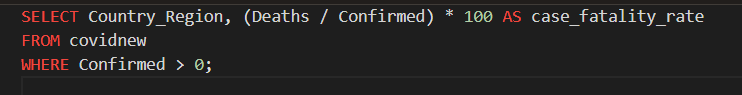 SELECT Country_Region, (Deaths / Confirmed) * 100 AS case_fatality_rate
FROM covidnew
WHERE Confirmed > 0;